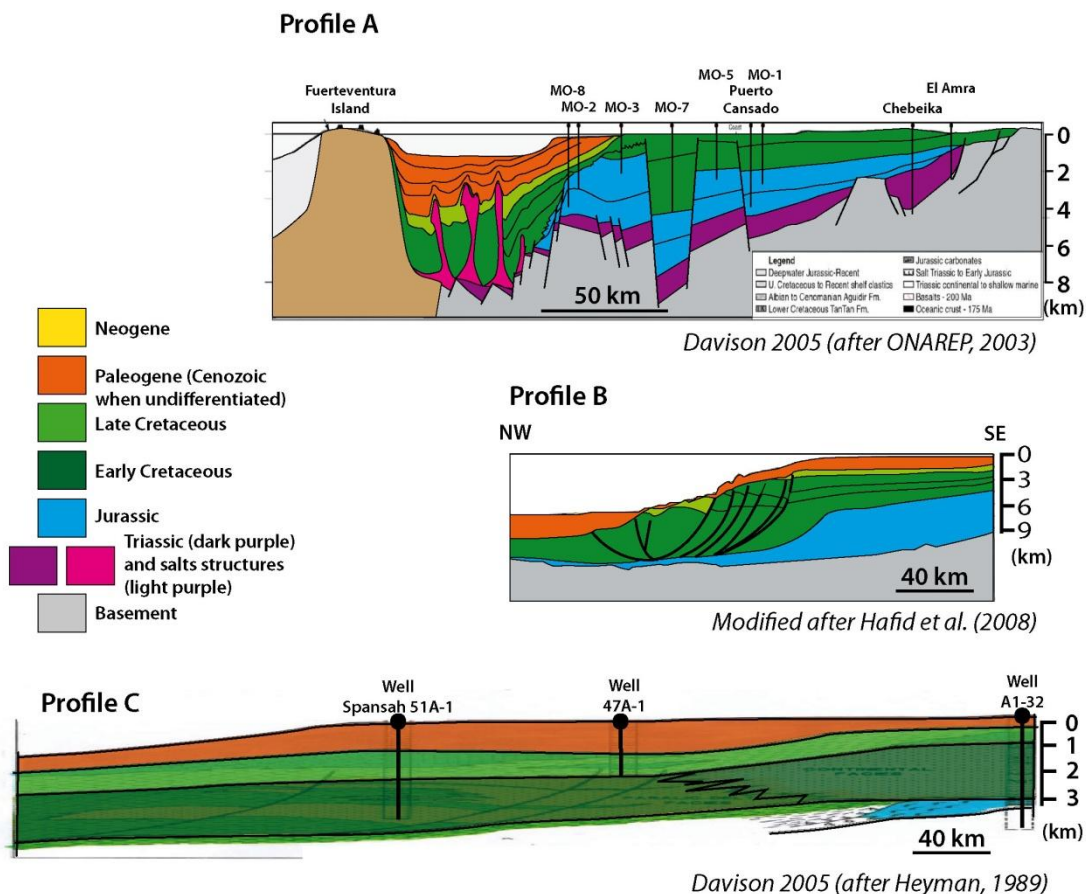 Profile A
Fuerteventura
Island
MO-8
MO-2
MO-3
MO-7
MO-5
MO-1
Puerto
Cansado
Chebeika
El Amra
Coast
0
2
4
6
8
(km)
50 km
Legend
Deepwater Jurassic-Recent
U. Cretaceous to Recent shelf clastics
Albian to Cenomanian Aguidir Fm.
Lower Cretaceous TanTan Fm.
Jurassic carbonates
Salt Triassic to Early Jurassic
Triassic continental to shallow marine
Basalts - 200 Ma
Oceanic crust - 175 Ma
Davison 2005 (after ONAREP, 2003)
Neogene
Paleogene (Cenozoic
when undifferentiated)
Late Cretaceous
Early Cretaceous
Jurassic
Triassic (dark purple)
and salts structures
(light purple)
Basement
Profile B
NW
SE
0
3
6
9
(km)
40 km
Modified after Hafid et al. (2008)
Profile C
Well
Spansah 51A-1
Well
47A-1
Well
A1-32
CONTINENTAL
FACIES
0
1
2
3
(km)
40 km
Davison 2005 (after Heyman, 1989)